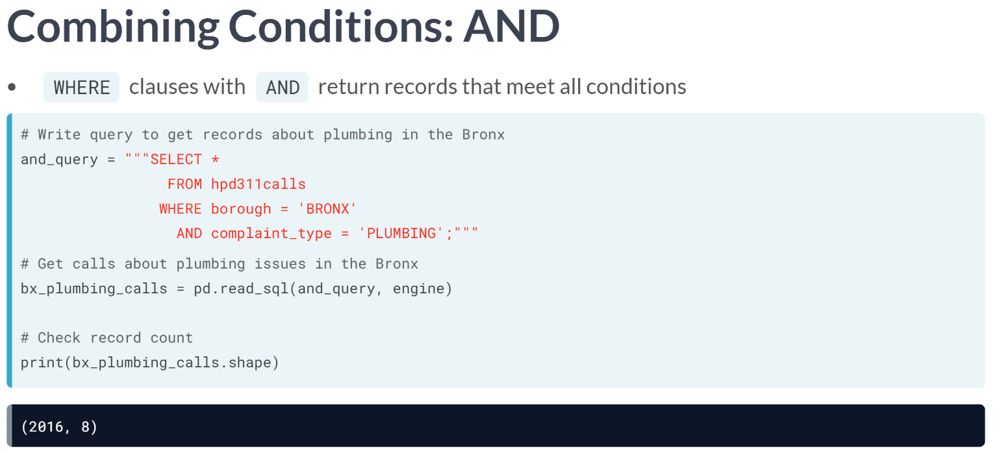 Combining Conditions: AND
• WHERE clauses with AND return records that meet all conditions
# Write query to get records about plumbing in the Bronx
and_query = """SELECT *
                 FROM hpd311calls
                WHERE borough = 'BRONX'
                  AND complaint_type = 'PLUMBING';"""
# Get calls about plumbing issues in the Bronx
bx_plumbing_calls = pd.read_sql(and_query, engine)
# Check record count
print(bx_plumbing_calls.shape)
(2016, 8)